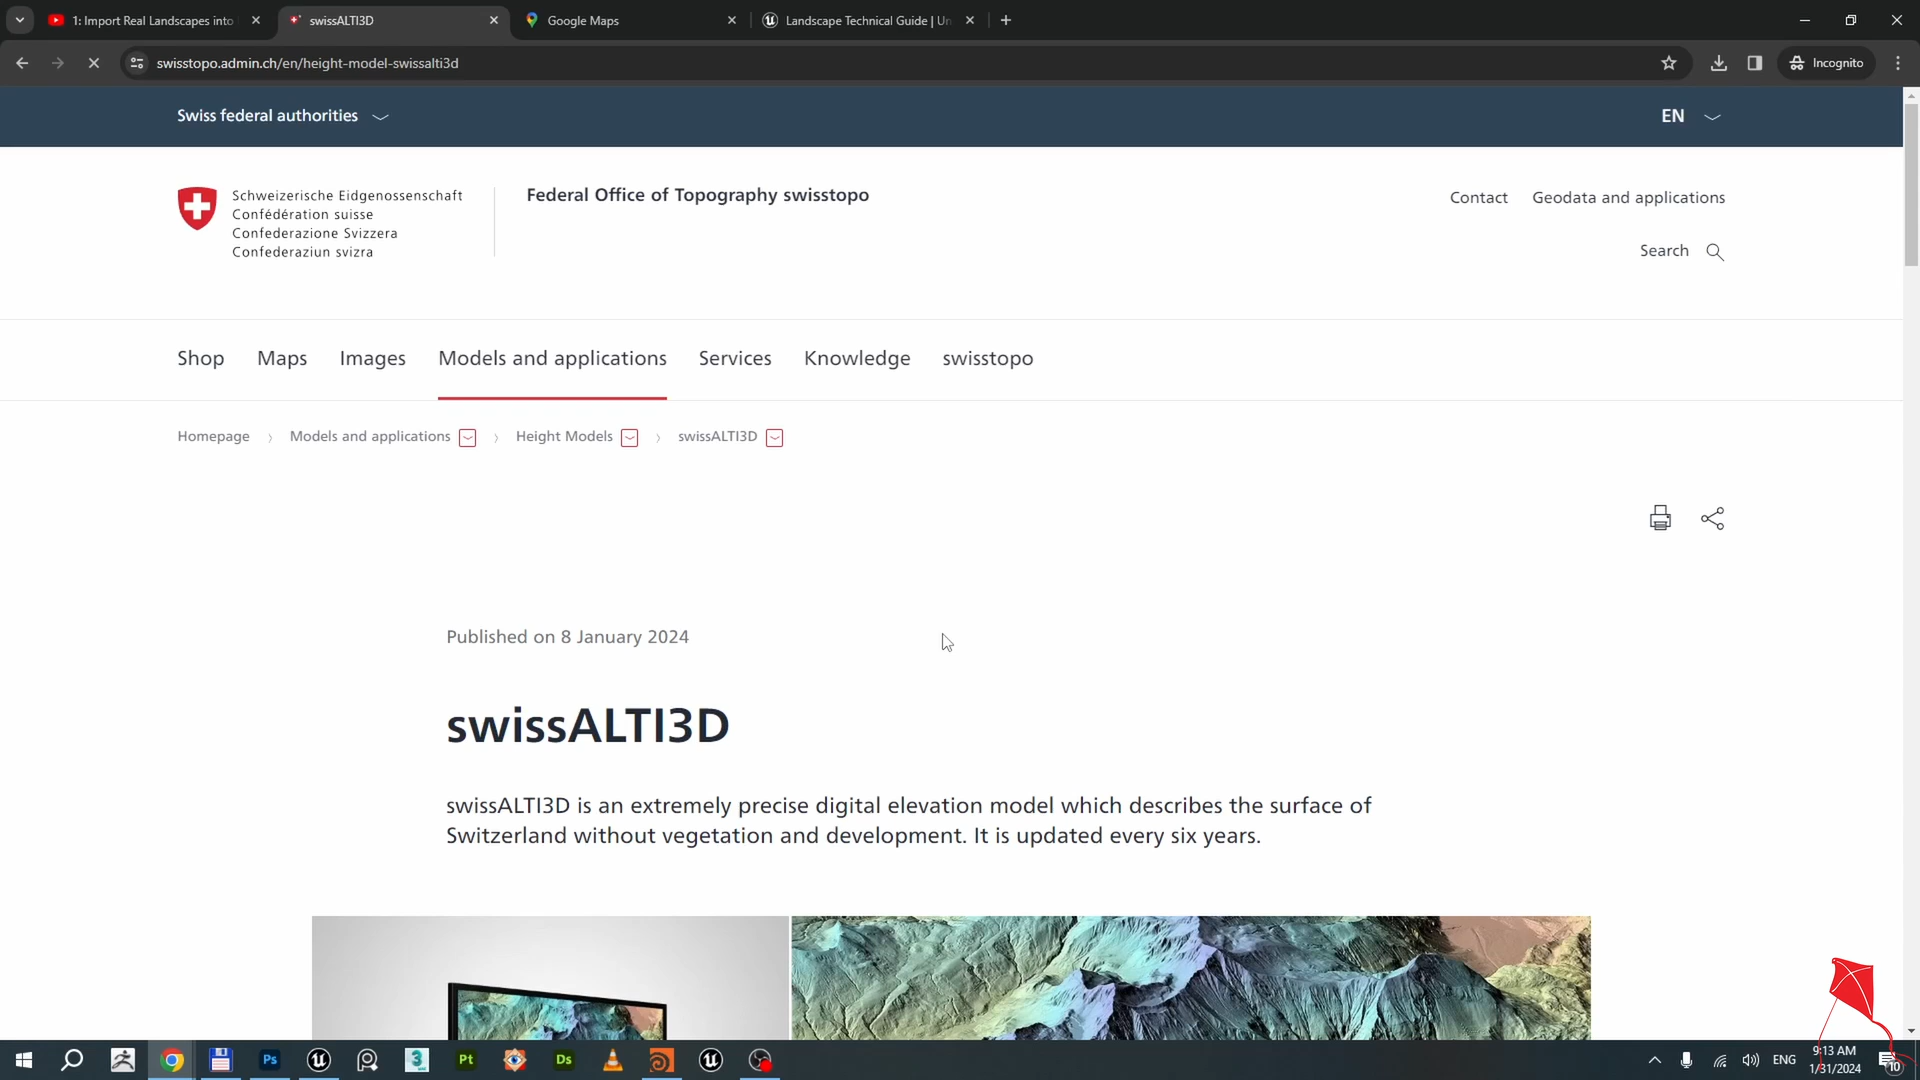 1: Import Real Landscapes into
swissALTI3D
Google Maps
Landscape Technical Guide | Un
swisstopo.admin.ch/en/height-model-swissalti3d
Incognito
Swiss federal authorities
EN
Schweizerische Eidgenossenschaft
Confédération suisse
Confederazione Svizzera
Confederaziun svizra
Federal Office of Topography swisstopo
Contact
Geodata and applications
Search
Shop
Maps
Images
Models and applications
Services
Knowledge
swisstopo
Homepage
Models and applications
Height Models
swissALTI3D
Published on 8 January 2024
swissALTI3D
swissALTI3D is an extremely precise digital elevation model which describes the surface of
Switzerland without vegetation and development. It is updated every six years.
Ps
3
Pt
Ds
ENG
9:13 AM
1/31/2024
10